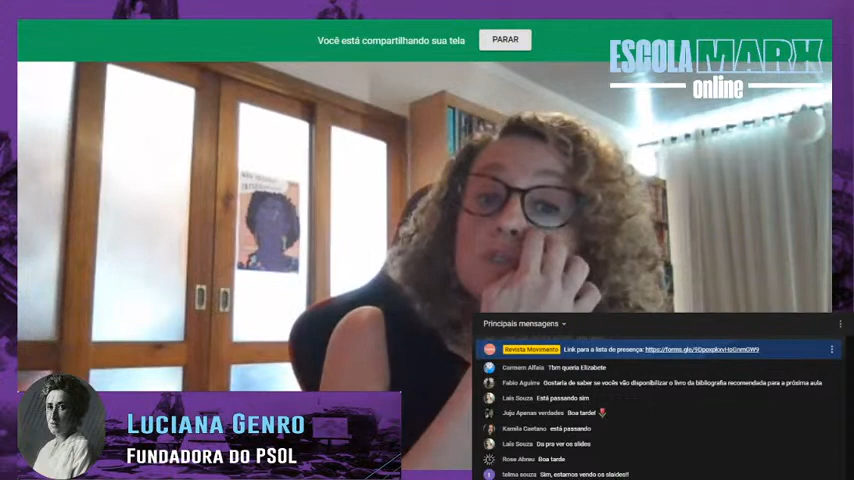 Você está compartilhando sua tela PARAR
ESCOLA MARX
online
Principais mensagens
Revista Movimento Link para a lista de presença:
Carmem Alfaia Tbm queria Elizabete
Fabio Aguirre Gostaria de saber se vocês vão disponibilizar o livro da bibliografia recomendada para a próxima aula
Laís Souza Está passando sim
Juju Apenas verdades Boa tarde!
Kamila Caetano está passando
Laís Souza Da pra ver os slides
Rose Abreu Boa tarde
telma souza Sim, estamos vendo os slaides!!
LUCIANA GENRO
FUNDADORA DO PSOL